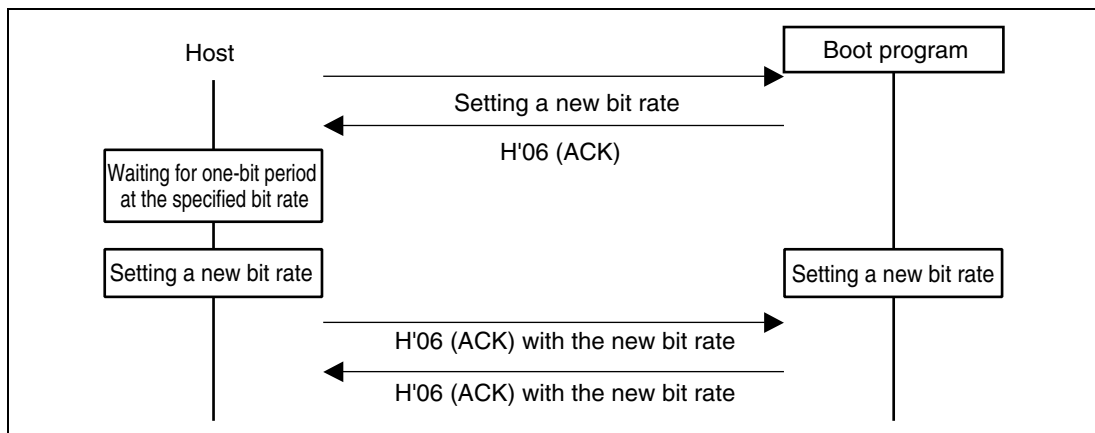 Host
Boot program
Setting a new bit rate
H'06 (ACK)
Waiting for one-bit period
at the specified bit rate
Setting a new bit rate
Setting a new bit rate
H'06 (ACK) with the new bit rate
H'06 (ACK) with the new bit rate